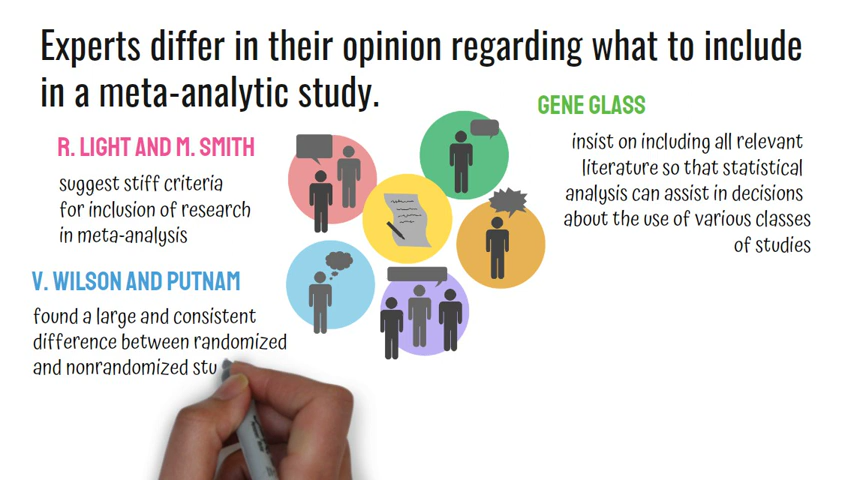 Experts differ in their opinion regarding what to include
in a meta-analytic study.
R. LIGHT AND M. SMITH
suggest stiff criteria
for inclusion of research
in meta-analysis
V. WILSON AND PUTNAM
found a large and consistent
difference between randomized
and nonrandomized stu
GENE GLASS
insist on including all relevant
literature so that statistical
analysis can assist in decisions
about the use of various classes
of studies